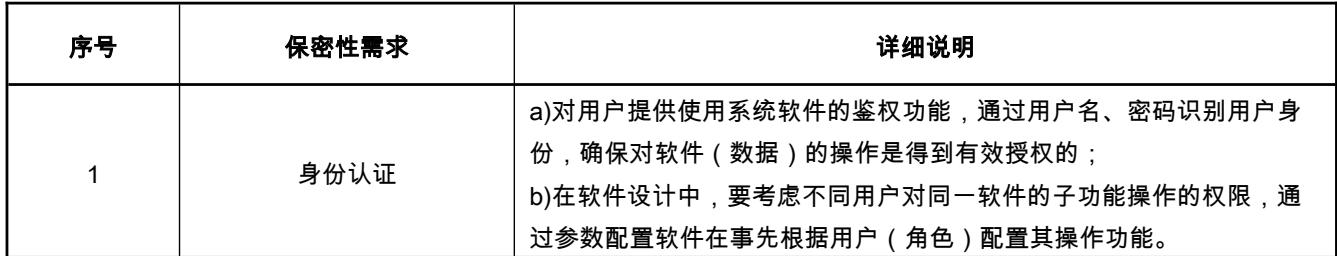 序号 保密性需求 详细说明
1 身份认证
a)对用户提供使用系统软件的鉴权功能，通过用户名、密码识别用户身
份，确保对软件（数据）的操作是得到有效授权的；
b)在软件设计中，要考虑不同用户对同一软件的子功能操作的权限，通
过参数配置软件在事先根据用户（角色）配置其操作功能。